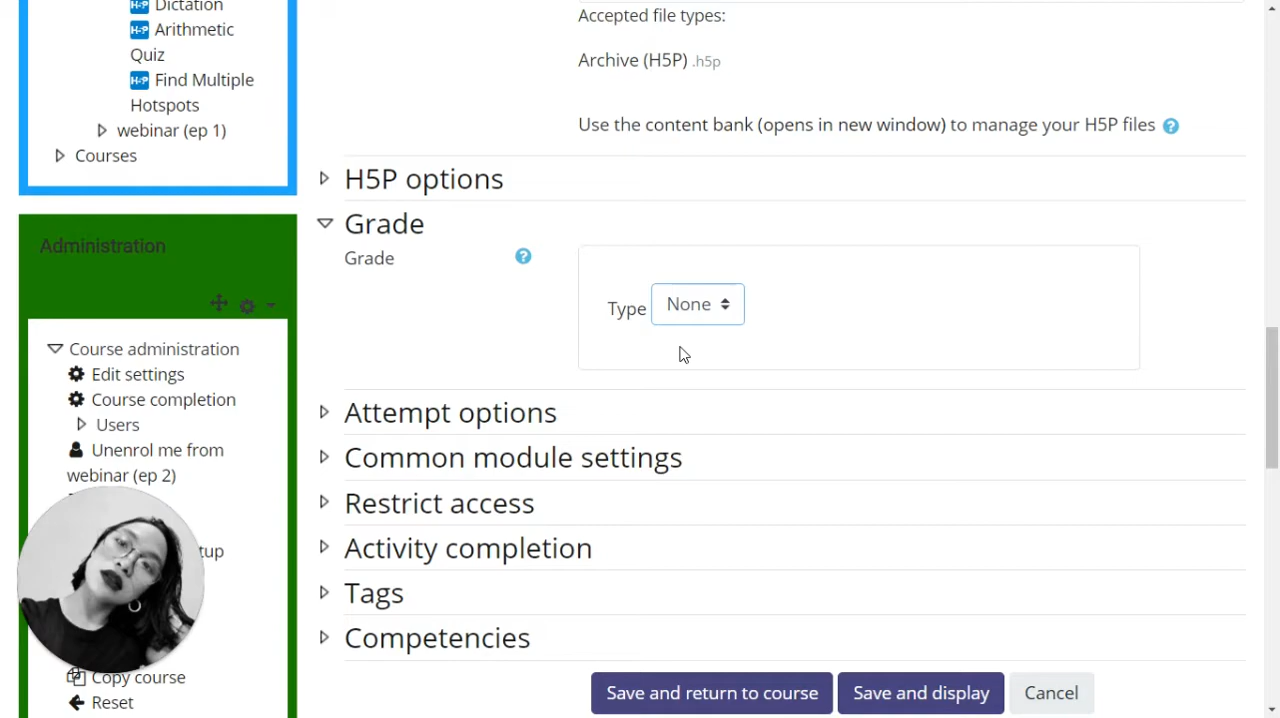 Dictation
H-P Arithmetic
Quiz
H-P Find Multiple
Hotspots
webinar (ep 1)
Courses
Administration
Course administration
Edit settings
Course completion
Users
Unenrol me from
webinar (ep 2)
tup
Copy course
Reset
Accepted file types:
Archive (H5P) .h5p
Use the content bank (opens in new window) to manage your H5P files
H5P options
Grade
Grade
Type None
Attempt options
Common module settings
Restrict access
Activity completion
Tags
Competencies
Save and return to course Save and display Cancel